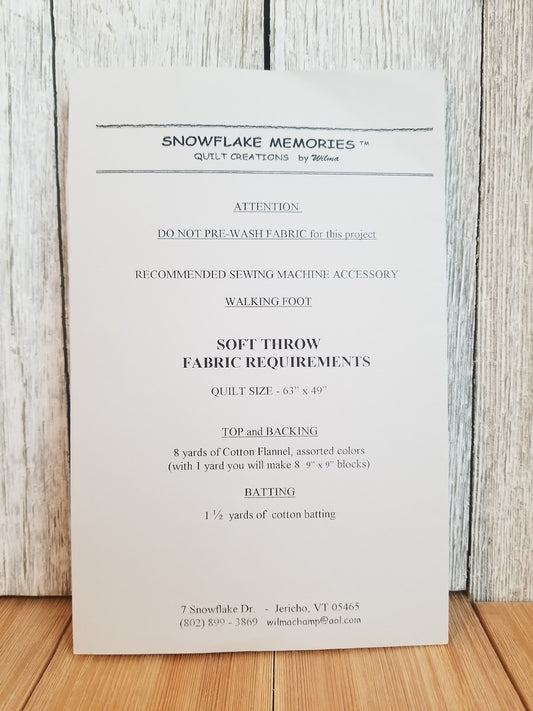 SNOWFLAKE MEMORIES ™
QUILT CREATIONS by Wilma
ATTENTION
DO NOT PRE-WASH FABRIC for this project
RECOMMENDED SEWING MACHINE ACCESSORY
WALKING FOOT
SOFT THROW
FABRIC REQUIREMENTS
QUILT SIZE - 63” x 49”
TOP and BACKING
8 yards of Cotton Flannel, assorted colors
(with 1 yard you will make 8 9” x 9” blocks)
BATTING
1 ½ yards of cotton batting
7 Snowflake Dr. - Jericho, VT 05465
(802) 899 - 3869 wilmachamp@aol.com